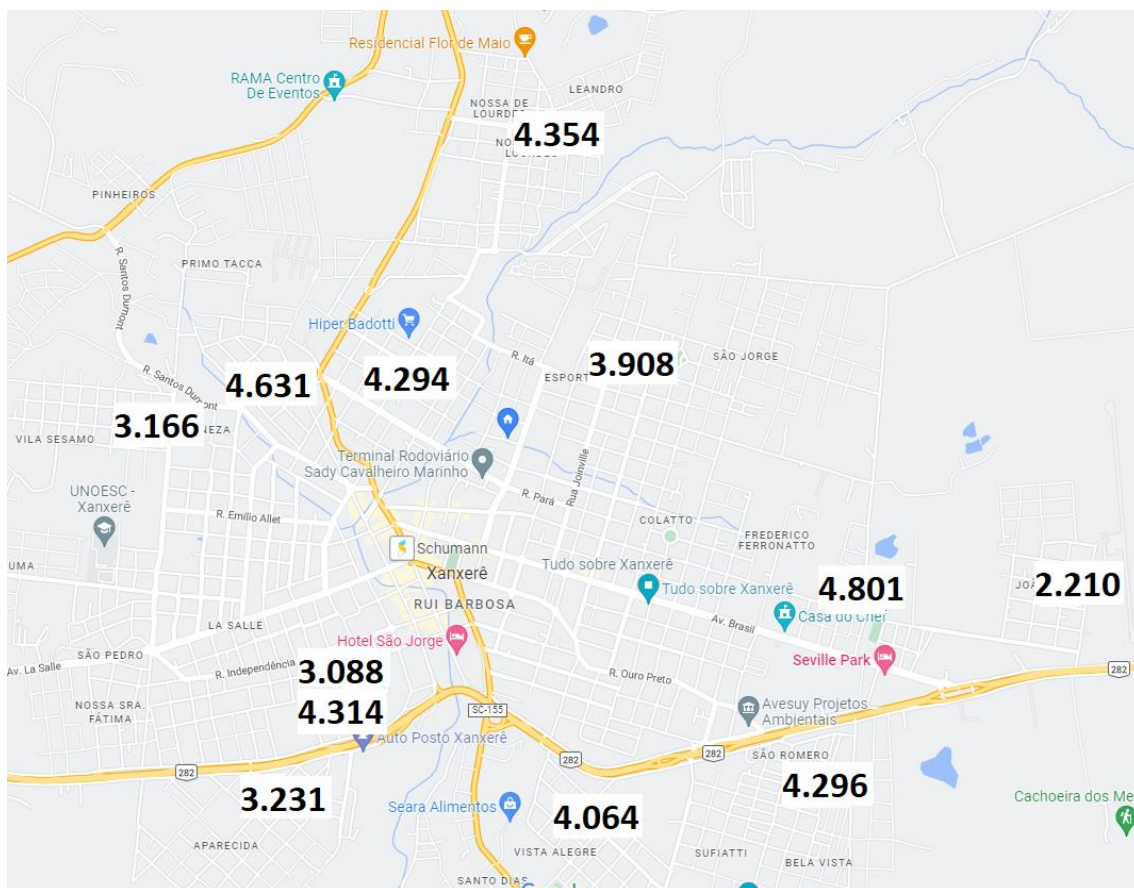 Residencial Flor de Maio
RAMA Centro
De Eventos
LEANDRO
NOSSA DE
LOURDES
4.354
LOURDES
PINHEIROS
R. Santos Dumont
PRIMO TACCA
Hiper Badotti
R. Itá
SÃO JORGE
3.908
4.294
ESPORT
4.631
R. Santos Dumont
3.166
NEZA
VILA SESAMO
Terminal Rodoviário
Sady Cavalheiro Marinho
Rua Joinville
UNOESC -
Xanxerê
R. Pará
R. Emílio Allet
COLATTO
FREDERICO
FERRONATTO
Schumann
Xanxerê
Tudo sobre Xanxerê
UMA
Tudo sobre Xanxerê
4.801
2.210
RUI BARBOSA
Casa do Chef
Av. Brasil
LA SALLE
Hotel São Jorge
SÃO PEDRO
Av. La Salle
R. Independência
3.088
Seville Park
282
R. Ouro Preto
NOSSA SRA.
FÁTIMA
4.314
SC-155
Avesuy Projetos
Ambientais
Auto Posto Xanxerê
282
282
282
SÃO ROMERO
4.296
3.231
Seara Alimentos
4.064
Cachoeira dos Me
APARECIDA
VISTA ALEGRE
SUFIATTI
BELA VISTA
SANTO DIAS